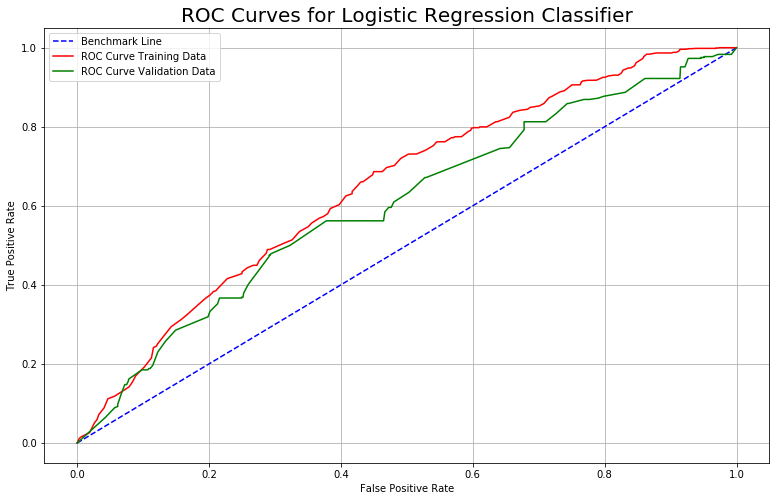 ROC Curves for Logistic Regression Classifier
Benchmark Line
ROC Curve Training Data
ROC Curve Validation Data
1.0
0.8
0.6
0.4
0.2
0.0
True Positive Rate
0.0 0.2 0.4 0.6 0.8 1.0
False Positive Rate